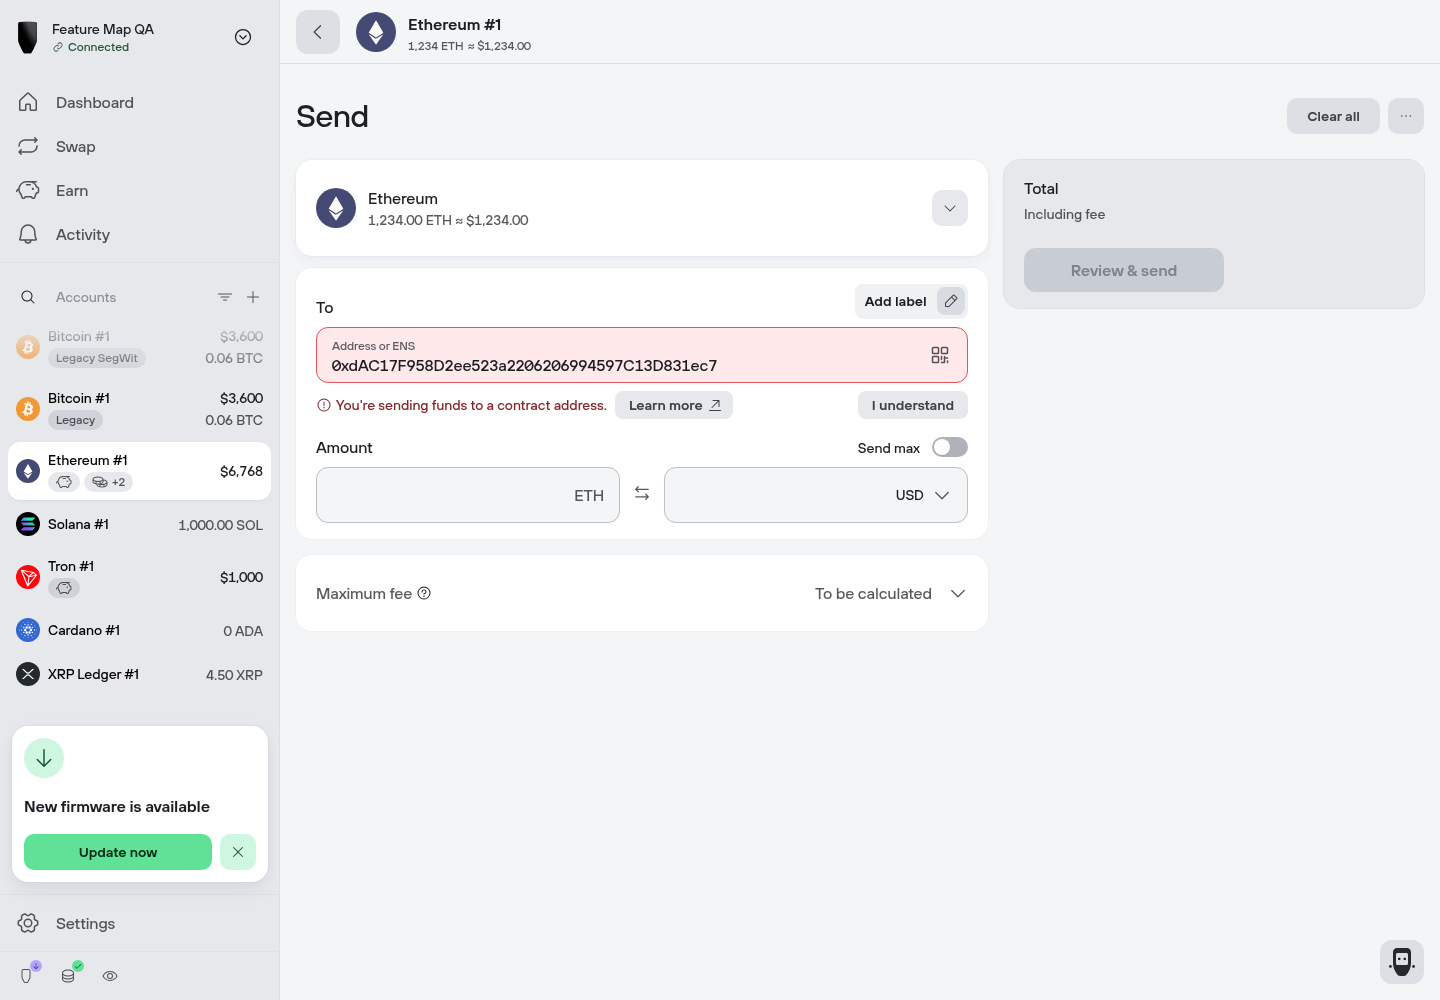 Feature Map QA
Connected
Dashboard
Swap
Earn
Activity
Accounts
Bitcoin #1 $3,600
Legacy SegWit 0.06 BTC
Bitcoin #1 $3,600
Legacy 0.06 BTC
Ethereum #1 $6,768
+2
Solana #1 1,000.00 SOL
Tron #1 $1,000
Cardano #1 0 ADA
XRP Ledger #1 4.50 XRP
New firmware is available
Update now
Settings
Ethereum #1
1,234 ETH ≈ $1,234.00
Send
Clear all
Ethereum
1,234.00 ETH ≈ $1,234.00
To
Add label
Address or ENS
0xdAC17F958D2ee523a2206206994597C13D831ec7
You're sending funds to a contract address. Learn more I understand
Amount
Send max
ETH
USD
Maximum fee
To be calculated
Total
Including fee
Review & send